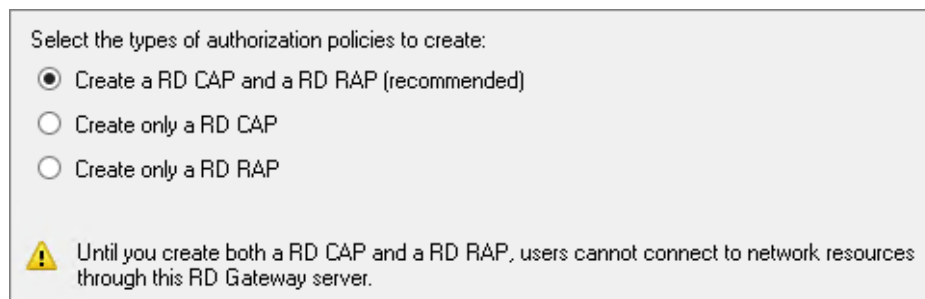 Select the types of authorization policies to create:
Create a RD CAP and a RD RAP (recommended)
Create only a RD CAP
Create only a RD RAP
Until you create both a RD CAP and a RD RAP, users cannot connect to network resources
through this RD Gateway server.